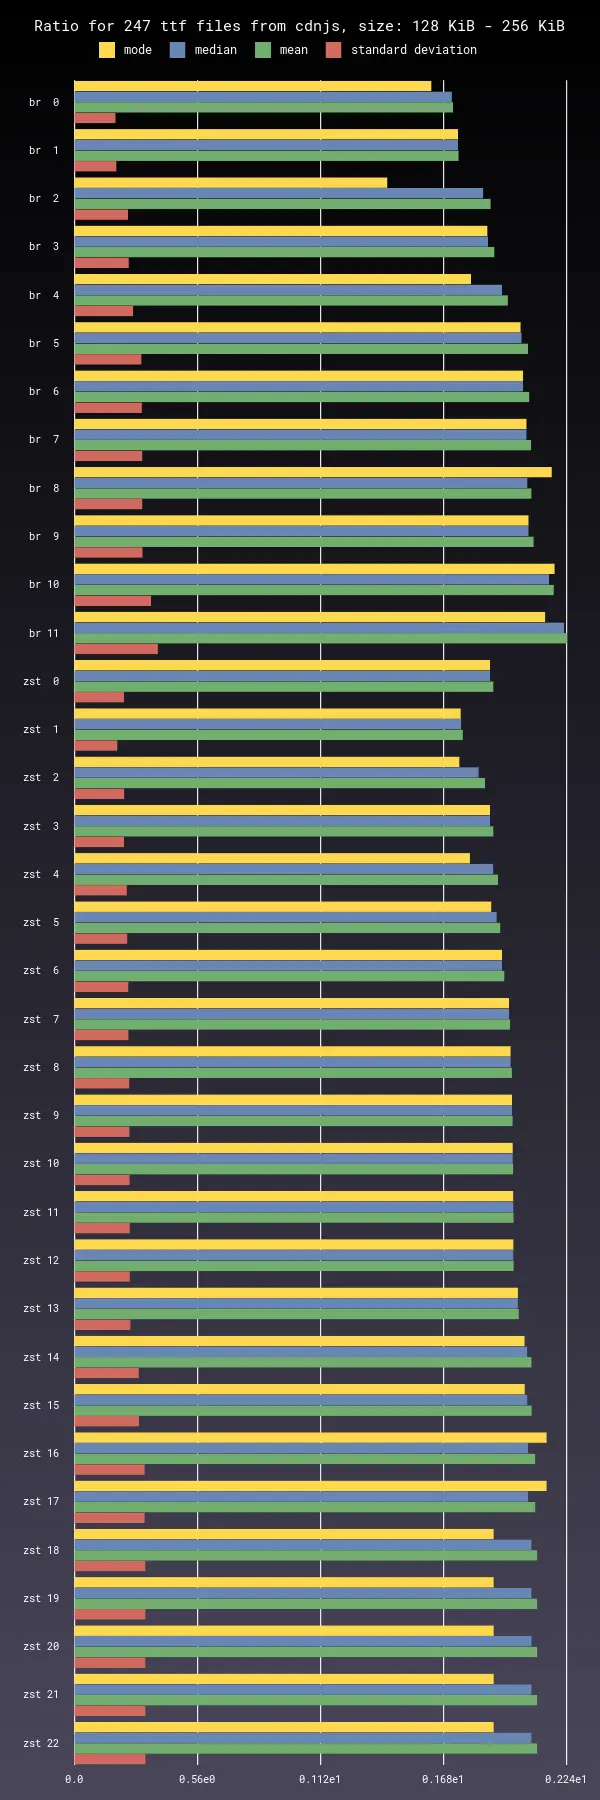 Ratio for 247 ttf files from cdnjs, size: 128 KiB - 256 KiB
mode median mean standard deviation
br 0
br 1
br 2
br 3
br 4
br 5
br 6
br 7
br 8
br 9
br 10
br 11
zst 0
zst 1
zst 2
zst 3
zst 4
zst 5
zst 6
zst 7
zst 8
zst 9
zst 10
zst 11
zst 12
zst 13
zst 14
zst 15
zst 16
zst 17
zst 18
zst 19
zst 20
zst 21
zst 22
0.0 0.56e0 0.112e1 0.168e1 0.224e1